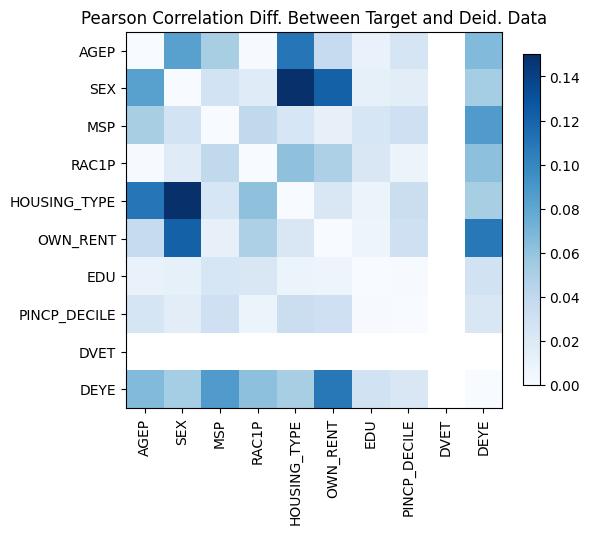 Pearson Correlation Diff. Between Target and Deid. Data
AGEP
SEX
MSP
RAC1P
HOUSING_TYPE
OWN_RENT
EDU
PINCP_DECILE
DVET
DEYE
AGEP
SEX
MSP
RAC1P
HOUSING_TYPE
OWN_RENT
EDU
PINCP_DECILE
DVET
DEYE
0.14
0.12
0.10
0.08
0.06
0.04
0.02
0.00